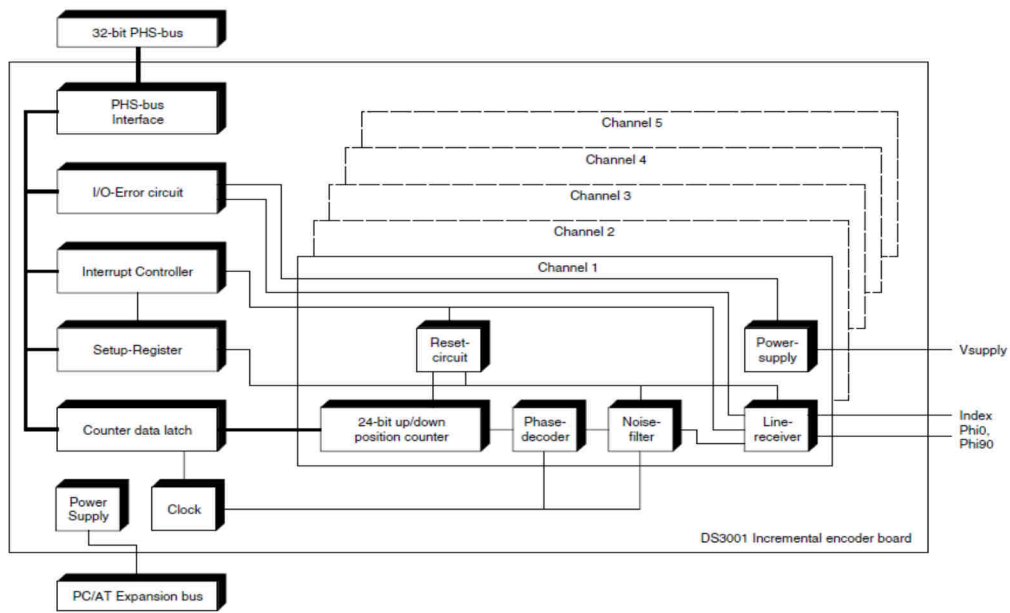 32-bit PHS-bus
PHS-bus
Interface
Channel 5
Channel 4
I/O-Error circuit
Channel 3
Channel 2
Channel 1
Interrupt Controller
Setup-Register
Reset-
circuit
Power-
supply
Vsupply
Counter data latch
24-bit up/down
position counter
Phase-
decoder
Noise-
filter
Line-
receiver
Index
Phi0,
Phi90
Power
Supply
Clock
DS3001 Incremental encoder board
PC/AT Expansion bus